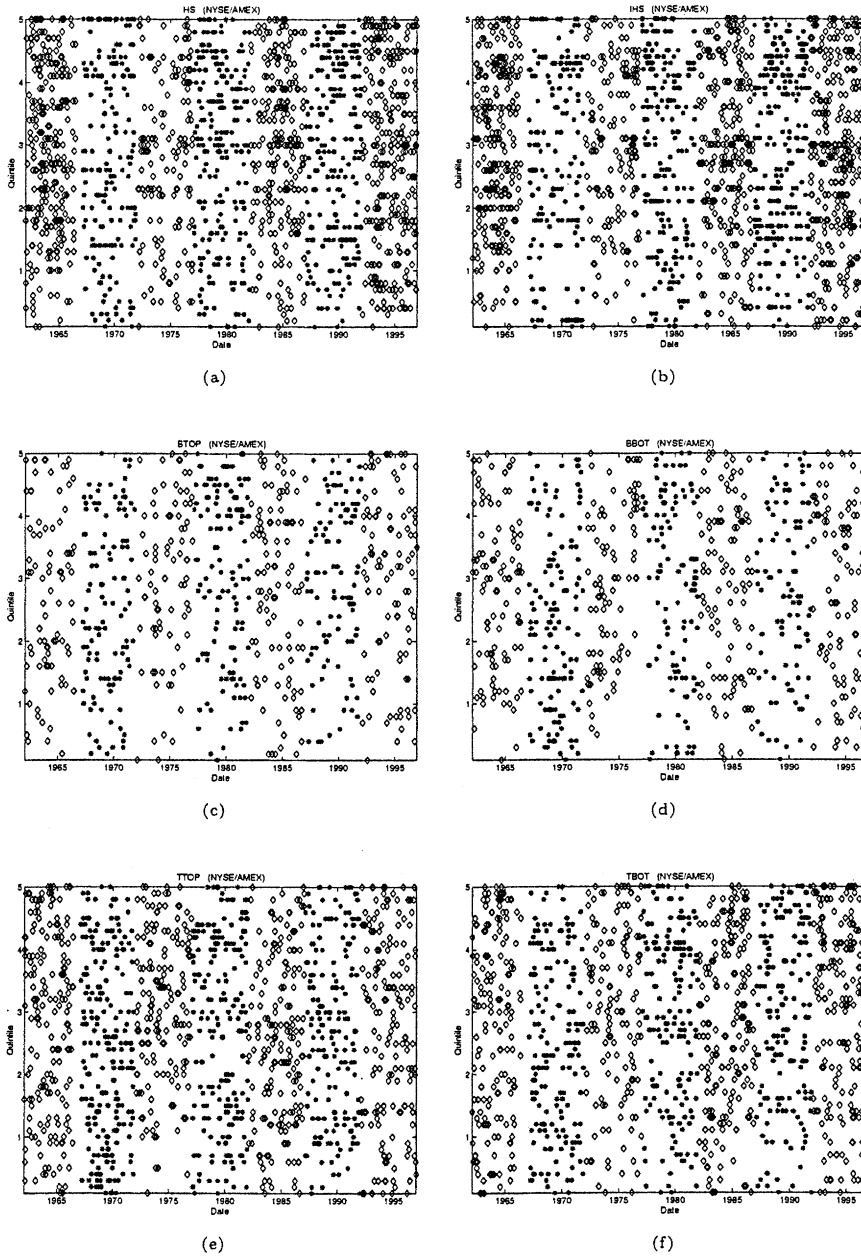 HS (NYSE/AMEX)
5
4
3
2
1
Quintile
1965 1970 1975 1980 1985 1990 1995
Date
(a)
IHS (NYSE/AMEX)
5
4
3
2
1
Quintile
1965 1970 1975 1980 1985 1990 1995
Date
(b)
BTOP (NYSE/AMEX)
5
4
3
2
1
Quintile
1965 1970 1975 1980 1985 1990 1995
Date
(c)
BBOT (NYSE/AMEX)
5
4
3
2
1
Quintile
1965 1970 1975 1980 1985 1990 1995
Date
(d)
TTOP (NYSE/AMEX)
5
4
3
2
1
Quintile
1965 1970 1975 1980 1985 1990 1995
Date
(e)
TBOT (NYSE/AMEX)
5
4
3
2
1
Quintile
1965 1970 1975 1980 1985 1990 1995
Date
(f)